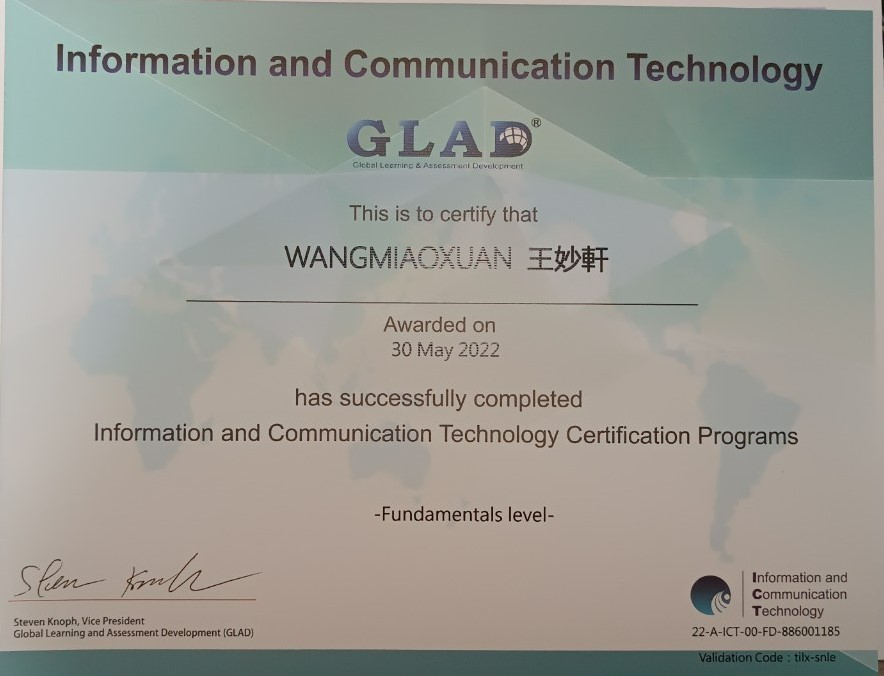 Information and Communication Technology
GLAD®
Global Learning & Assessment Development
This is to certify that
WANGMIAOXUAN 王妙軒
Awarded on
30 May 2022
has successfully completed
Information and Communication Technology Certification Programs
-Fundamentals level-
Steven Knoph, Vice President
Global Learning and Assessment Development (GLAD)
Information and
Communication
Technology
22-A-ICT-00-FD-886001185
Validation Code : tilx-snle